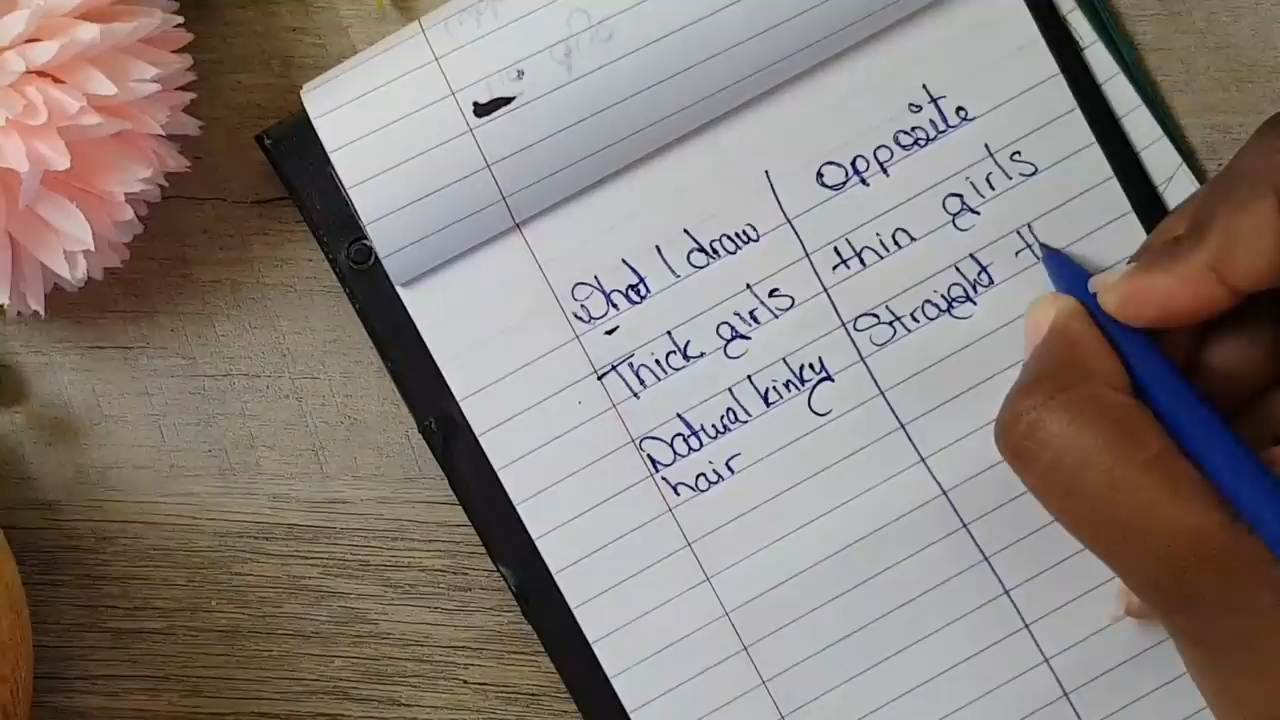 What I draw
Opposite
Thick girls
thin girls
Natural kinky
hair
Straight